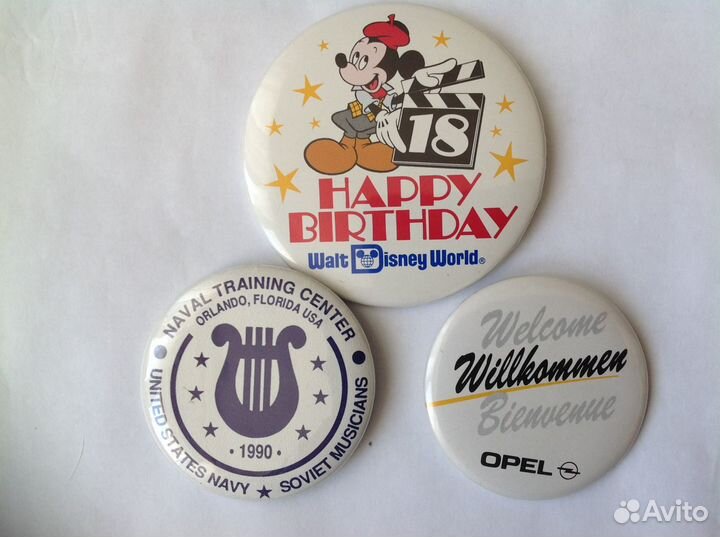 18
HAPPY
BIRTHDAY
Walt Disney World®
NAVAL TRAINING CENTER
ORLANDO, FLORIDA USA
• 1990 •
UNITED STATES NAVY ★ SOVIET MUSICIANS
Welcome
Willkommen
Bienvenue
OPEL
Avito